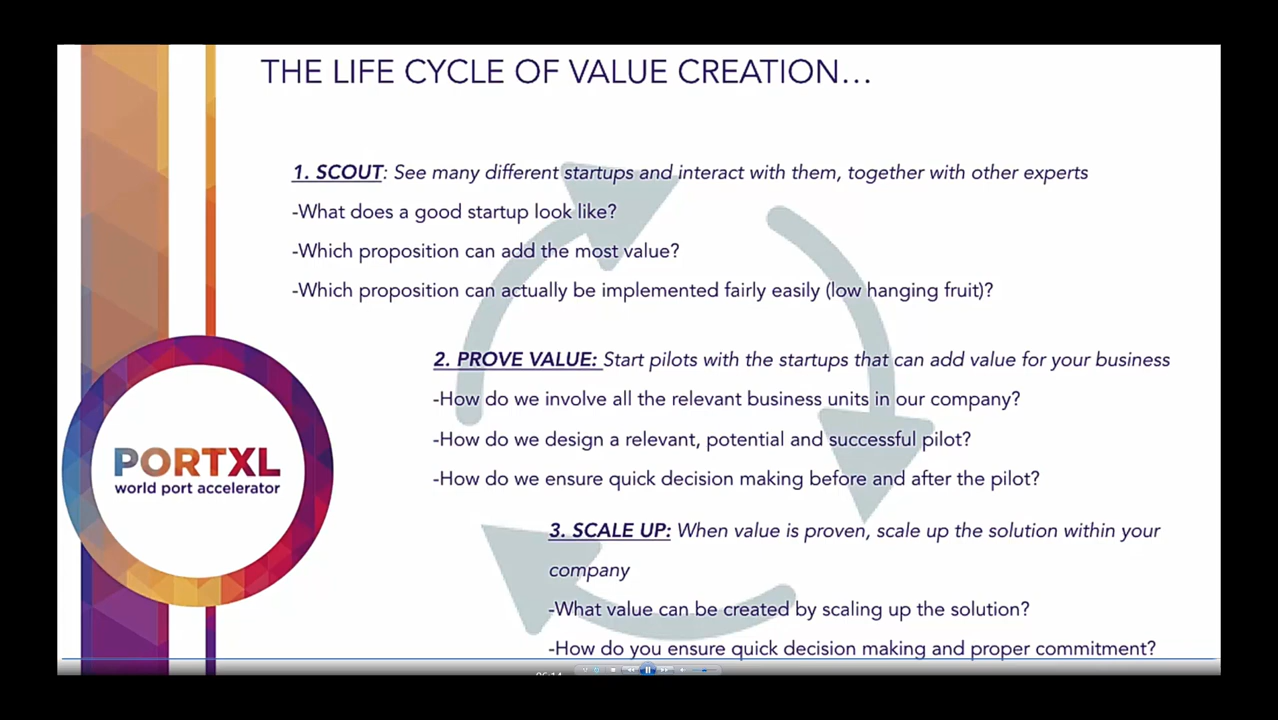 THE LIFE CYCLE OF VALUE CREATION...
1. SCOUT: See many different startups and interact with them, together with other experts
-What does a good startup look like?
-Which proposition can add the most value?
-Which proposition can actually be implemented fairly easily (low hanging fruit)?
2. PROVE VALUE: Start pilots with the startups that can add value for your business
-How do we involve all the relevant business units in our company?
-How do we design a relevant, potential and successful pilot?
-How do we ensure quick decision making before and after the pilot?
3. SCALE UP: When value is proven, scale up the solution within your
company
-What value can be created by scaling up the solution?
-How do you ensure quick decision making and proper commitment?
PORTXL
world port accelerator